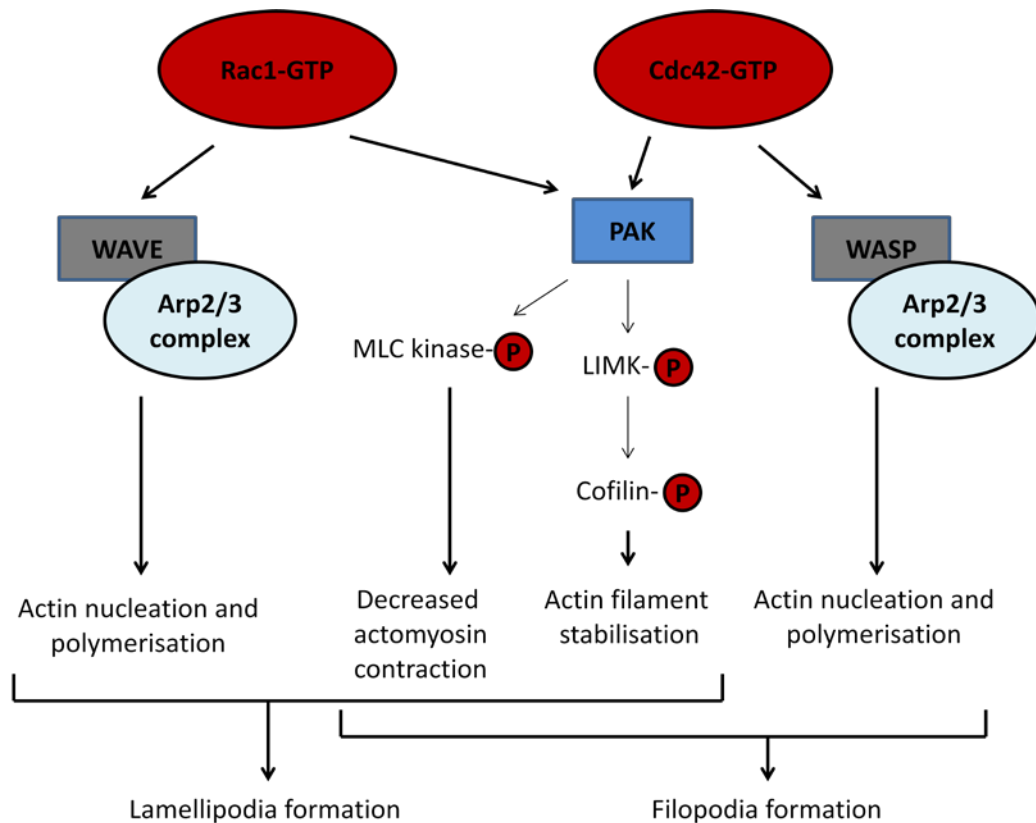 Rac1-GTP
Cdc42-GTP
WAVE
PAK
WASP
Arp2/3
complex
Arp2/3
complex
MLC kinase-P
LIMK-P
Cofilin-P
Actin nucleation and
polymerisation
Decreased
actomyosin
contraction
Actin filament
stabilisation
Actin nucleation and
polymerisation
Lamellipodia formation
Filopodia formation